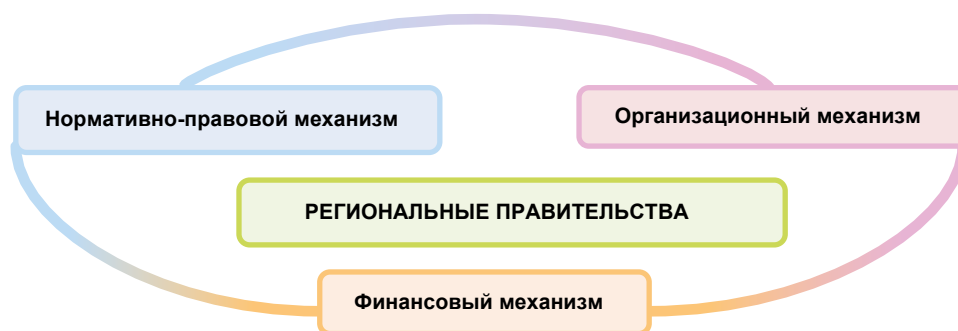 Нормативно-правовой механизм
Организационный механизм
РЕГИОНАЛЬНЫЕ ПРАВИТЕЛЬСТВА
Финансовый механизм